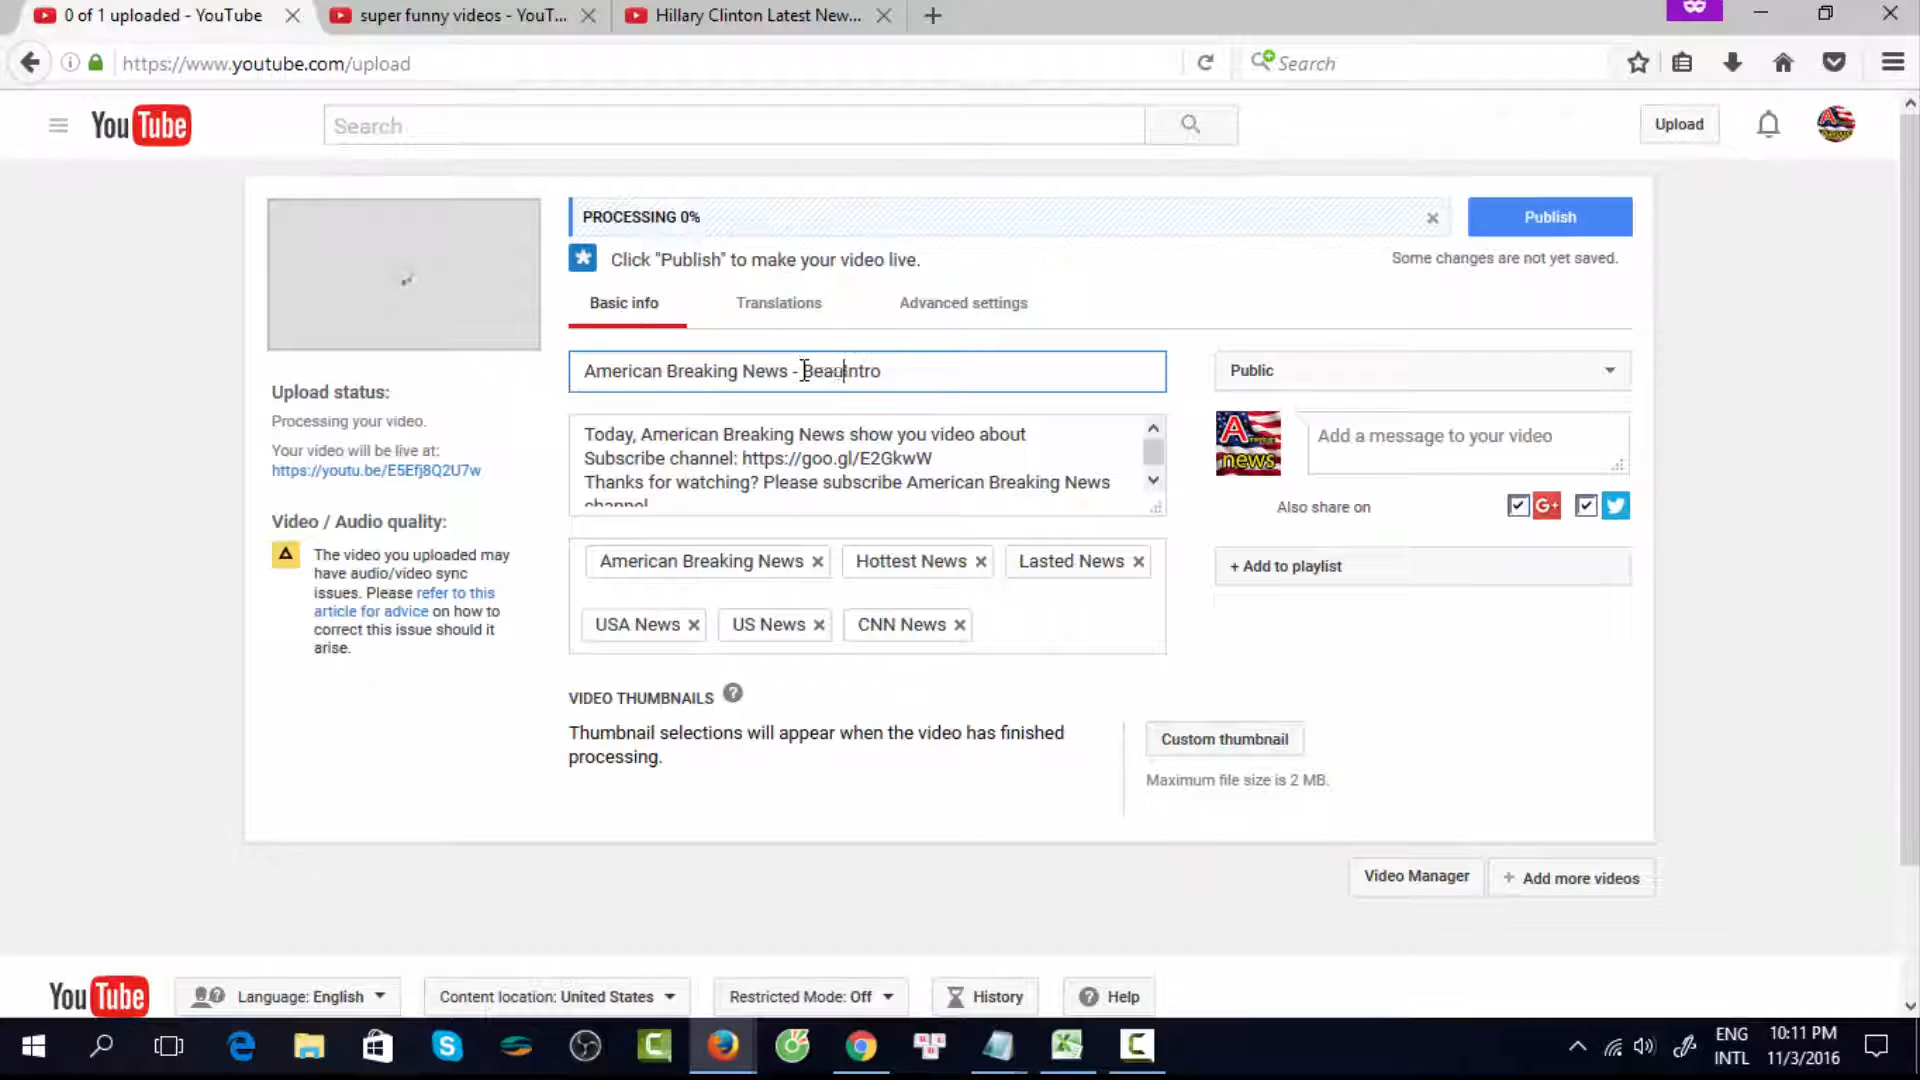 0 of 1 uploaded - YouTube
super funny videos - YouT...
Hillary Clinton Latest New...
https://www.youtube.com/upload
Search
YouTube
Search
Upload
PROCESSING 0%
Publish
Click "Publish" to make your video live.
Some changes are not yet saved.
Basic info
Translations
Advanced settings
American Breaking News - BeauIntro
Public
Upload status:
Processing your video.
Your video will be live at:
https://youtu.be/E5Efj8Q2U7w
Today, American Breaking News show you video about
Subscribe channel: https://goo.gl/E2GkwW
Thanks for watching? Please subscribe American Breaking News
channel
A
news
Add a message to your video
Also share on
G+
Video / Audio quality:
The video you uploaded may
have audio/video sync
issues. Please refer to this
article for advice on how to
correct this issue should it
arise.
American Breaking News
Hottest News
Lasted News
USA News
US News
CNN News
+ Add to playlist
VIDEO THUMBNAILS
Thumbnail selections will appear when the video has finished
processing.
Custom thumbnail
Maximum file size is 2 MB.
Video Manager
+ Add more videos
YouTube
Language: English
Content location: United States
Restricted Mode: Off
History
Help
ENG
INTL
10:11 PM
11/3/2016